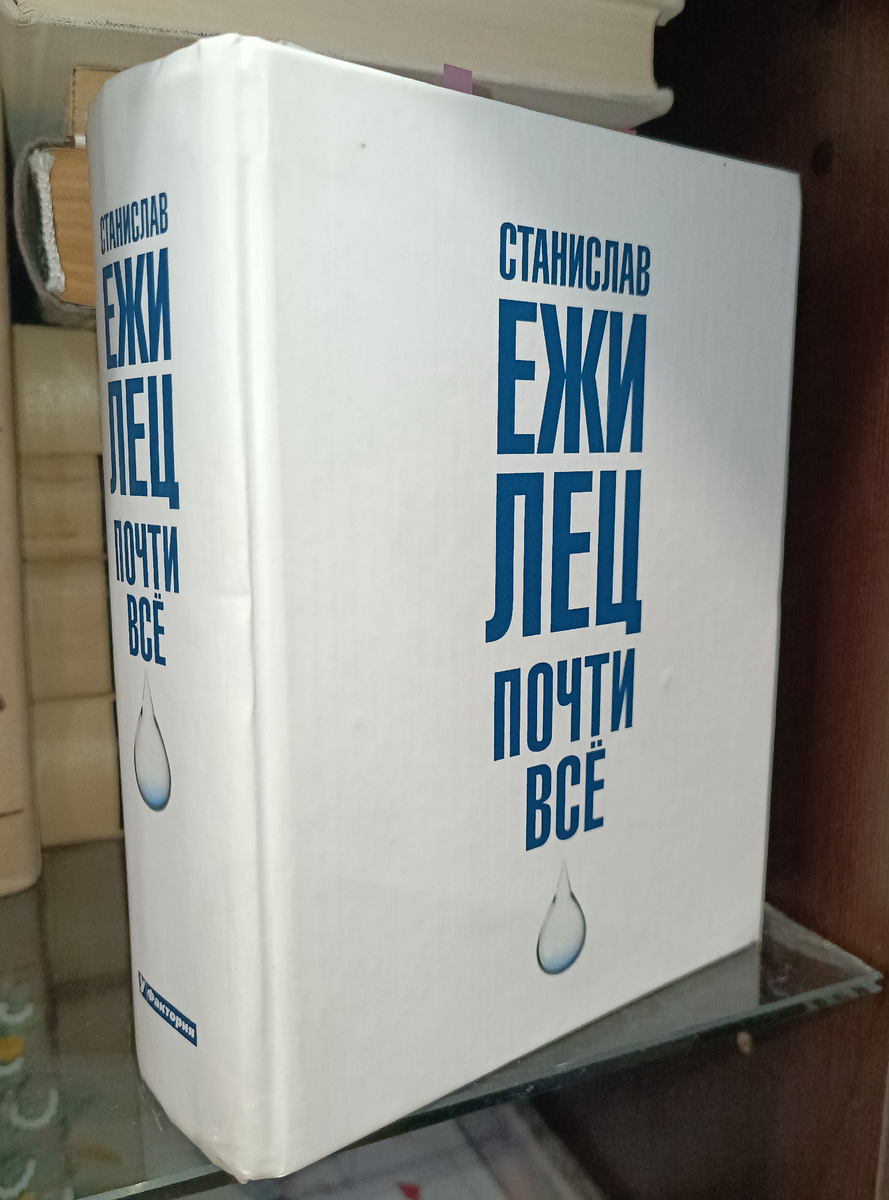 СТАНИСЛАВ
ЕЖИ
ЛЕЦ
ПОЧТИ
ВСЁ
У Фактория
СТАНИСЛАВ
ЕЖИ
ЛЕЦ
ПОЧТИ
ВСЁ